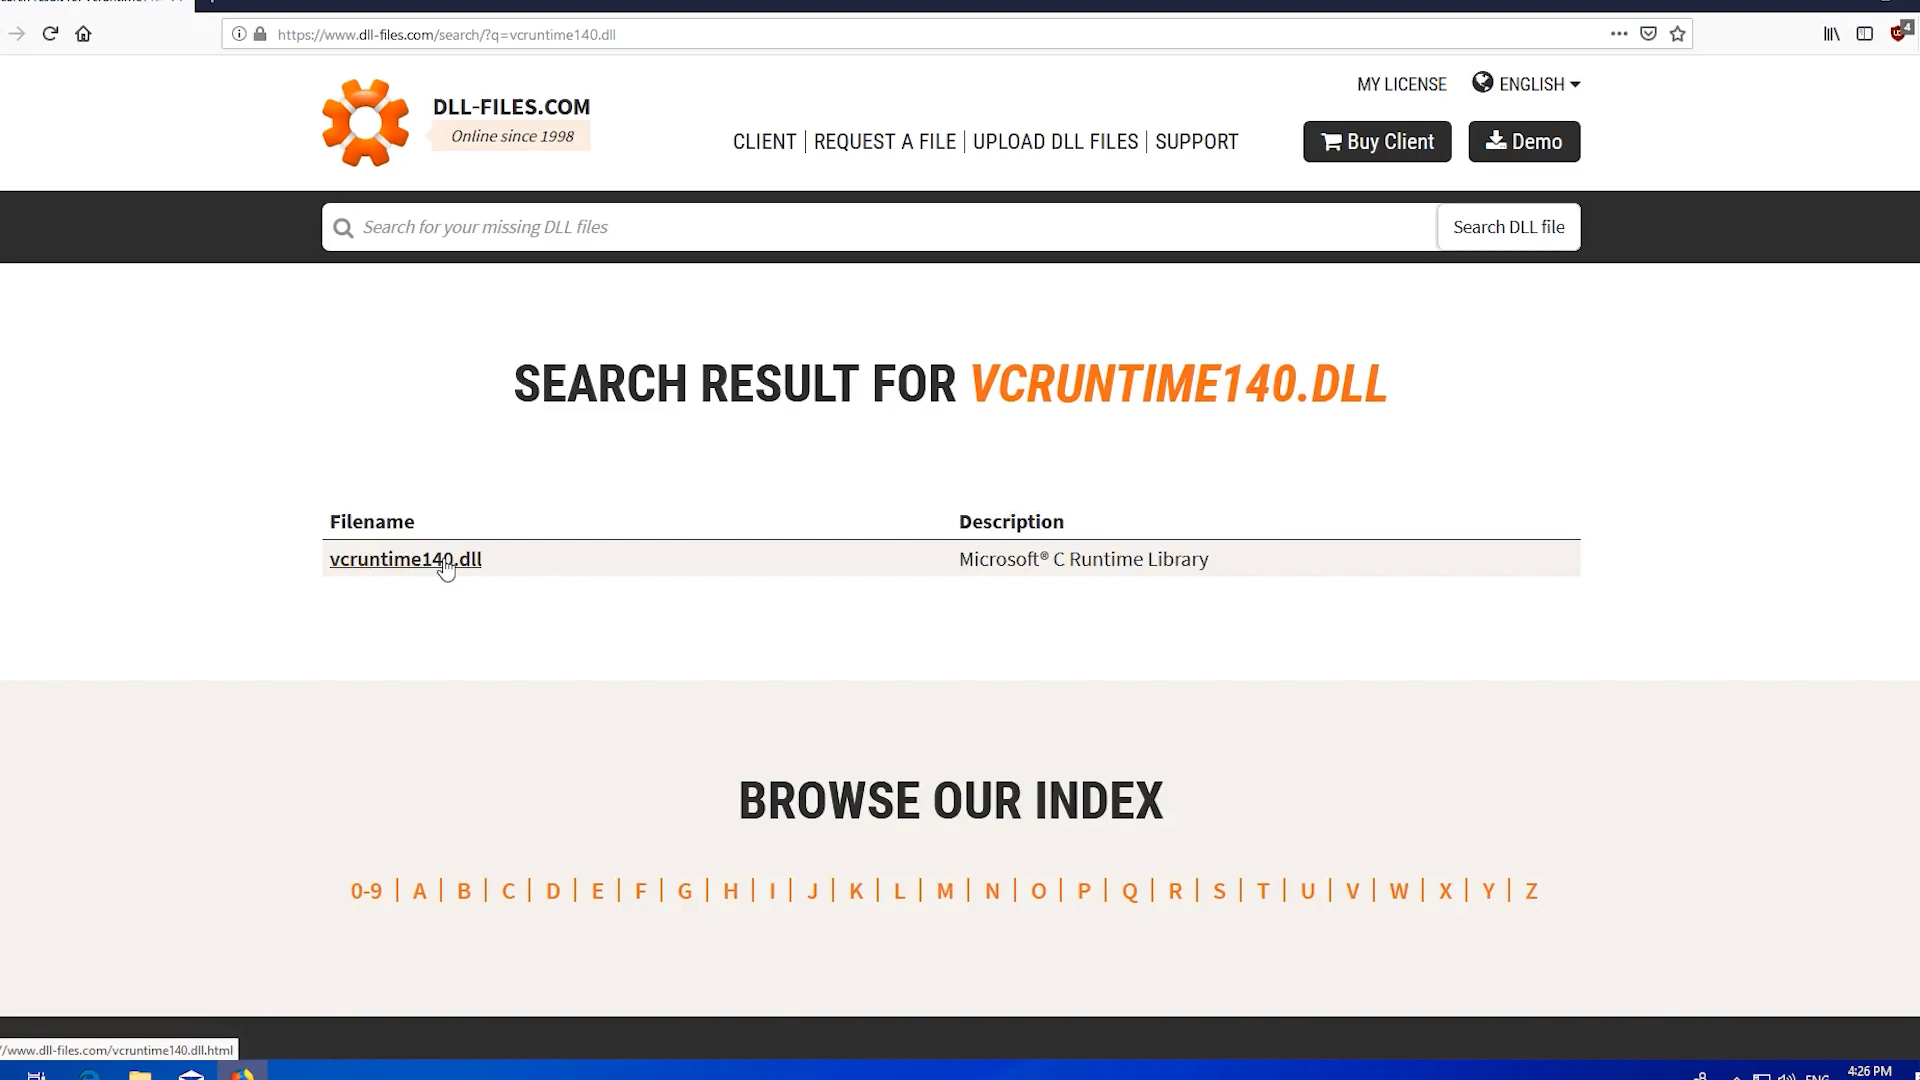 https://www.dll-files.com/search/?q=vcruntime140.dll
4
MY LICENSE
ENGLISH
DLL-FILES.COM
Online since 1998
CLIENT | REQUEST A FILE | UPLOAD DLL FILES | SUPPORT
Buy Client
Demo
Search for your missing DLL files
Search DLL file
SEARCH RESULT FOR VCRUNTIME140.DLL
Filename
Description
vcruntime140.dll
Microsoft® C Runtime Library
BROWSE OUR INDEX
0-9 | A | B | C | D | E | F | G | H | I | J | K | L | M | N | O | P | Q | R | S | T | U | V | W | X | Y | Z
//www.dll-files.com/vcruntime140.dll.html
ENG
4:26 PM